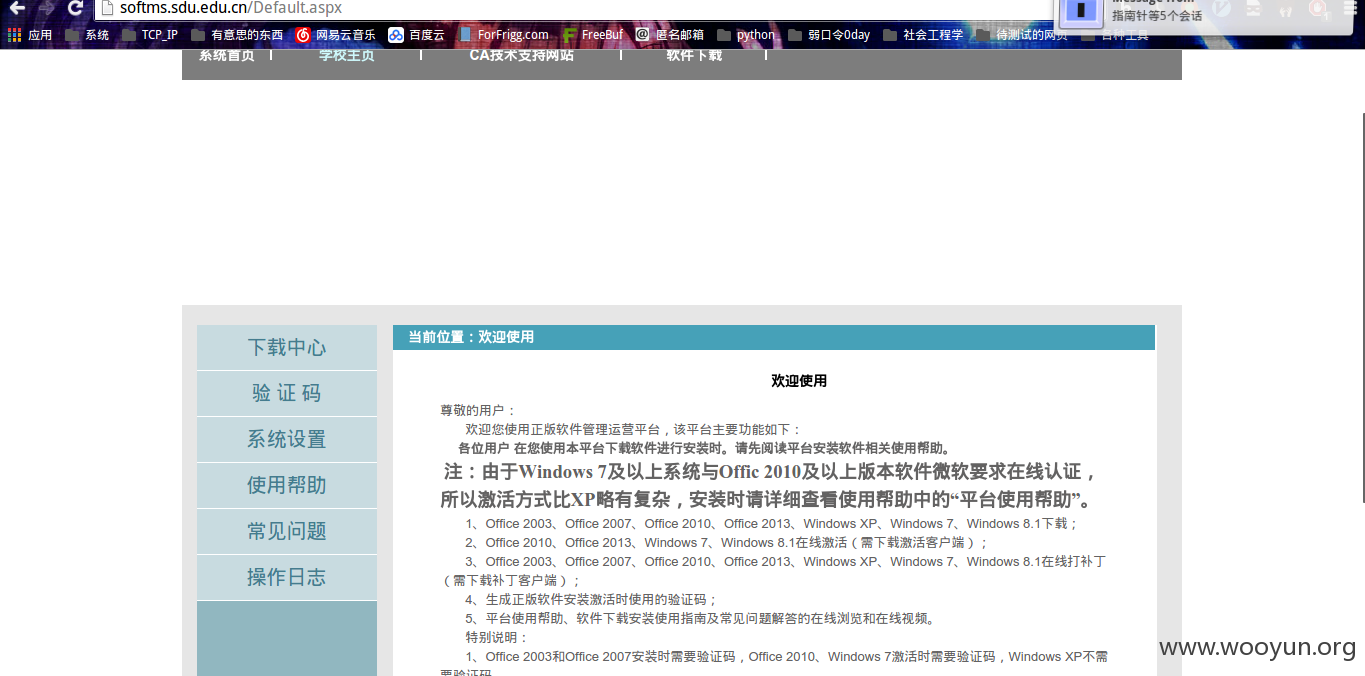 softms.sdu.edu.cn/Default.aspx
指南针等5个会话
应用 系统 TCP_IP 有意思的东西 网易云音乐 百度云 ForFrigg.com FreeBuf 匿名邮箱 python 弱口令0day 社会工程学 待测试的网页 各种工具
系统首页 学校主页 CA技术支持网站 软件下载
下载中心
验 证 码
系统设置
使用帮助
常见问题
操作日志
当前位置：欢迎使用
欢迎使用
尊敬的用户：
欢迎您使用正版软件管理运营平台，该平台主要功能如下：
各位用户 在您使用本平台下载软件进行安装时。请先阅读平台安装软件相关使用帮助。
注：由于Windows 7及以上系统与Offic 2010及以上版本软件微软要求在线认证，
所以激活方式比XP略有复杂，安装时请详细查看使用帮助中的“平台使用帮助”。
1、Office 2003、Office 2007、Office 2010、Office 2013、Windows XP、Windows 7、Windows 8.1下载；
2、Office 2010、Office 2013、Windows 7、Windows 8.1在线激活（需下载激活客户端）；
3、Office 2003、Office 2007、Office 2010、Office 2013、Windows XP、Windows 7、Windows 8.1在线打补丁
（需下载补丁客户端）；
4、生成正版软件安装激活时使用的验证码；
5、平台使用帮助、软件下载安装使用指南及常见问题解答的在线浏览和在线视频。
特别说明：
1、Office 2003和Office 2007安装时需要验证码，Office 2010、Windows 7激活时需要验证码，Windows XP不需
要验证码
www.wooyun.org